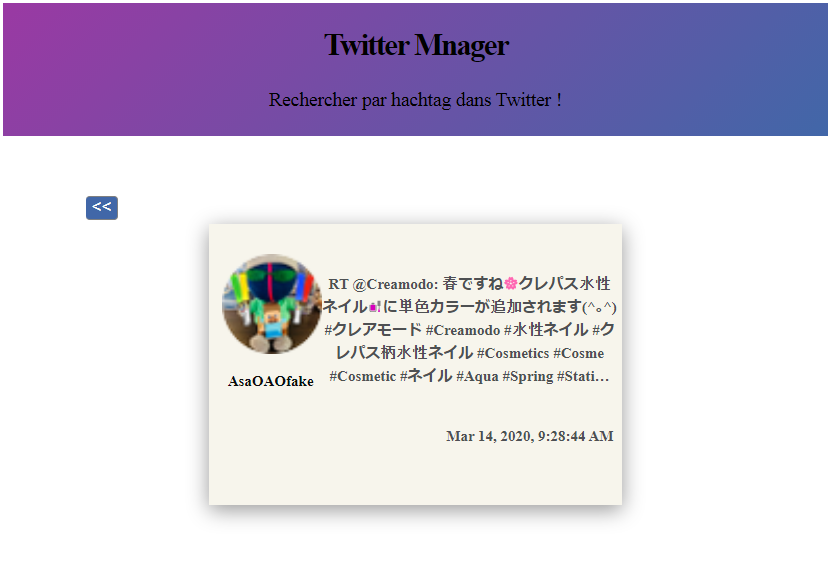 Twitter Mnager
Rechercher par hachtag dans Twitter !
<<
RT @Creamodo: 春ですね🌸クレパス水性
ネイル💅に単色カラーが追加されます(^｡^)
#クレアモード #Creamodo #水性ネイル #ク
レパス柄水性ネイル #Cosmetics #Cosme
#Cosmetic #ネイル #Aqua #Spring #Stati…
AsaOAOfake
Mar 14, 2020, 9:28:44 AM